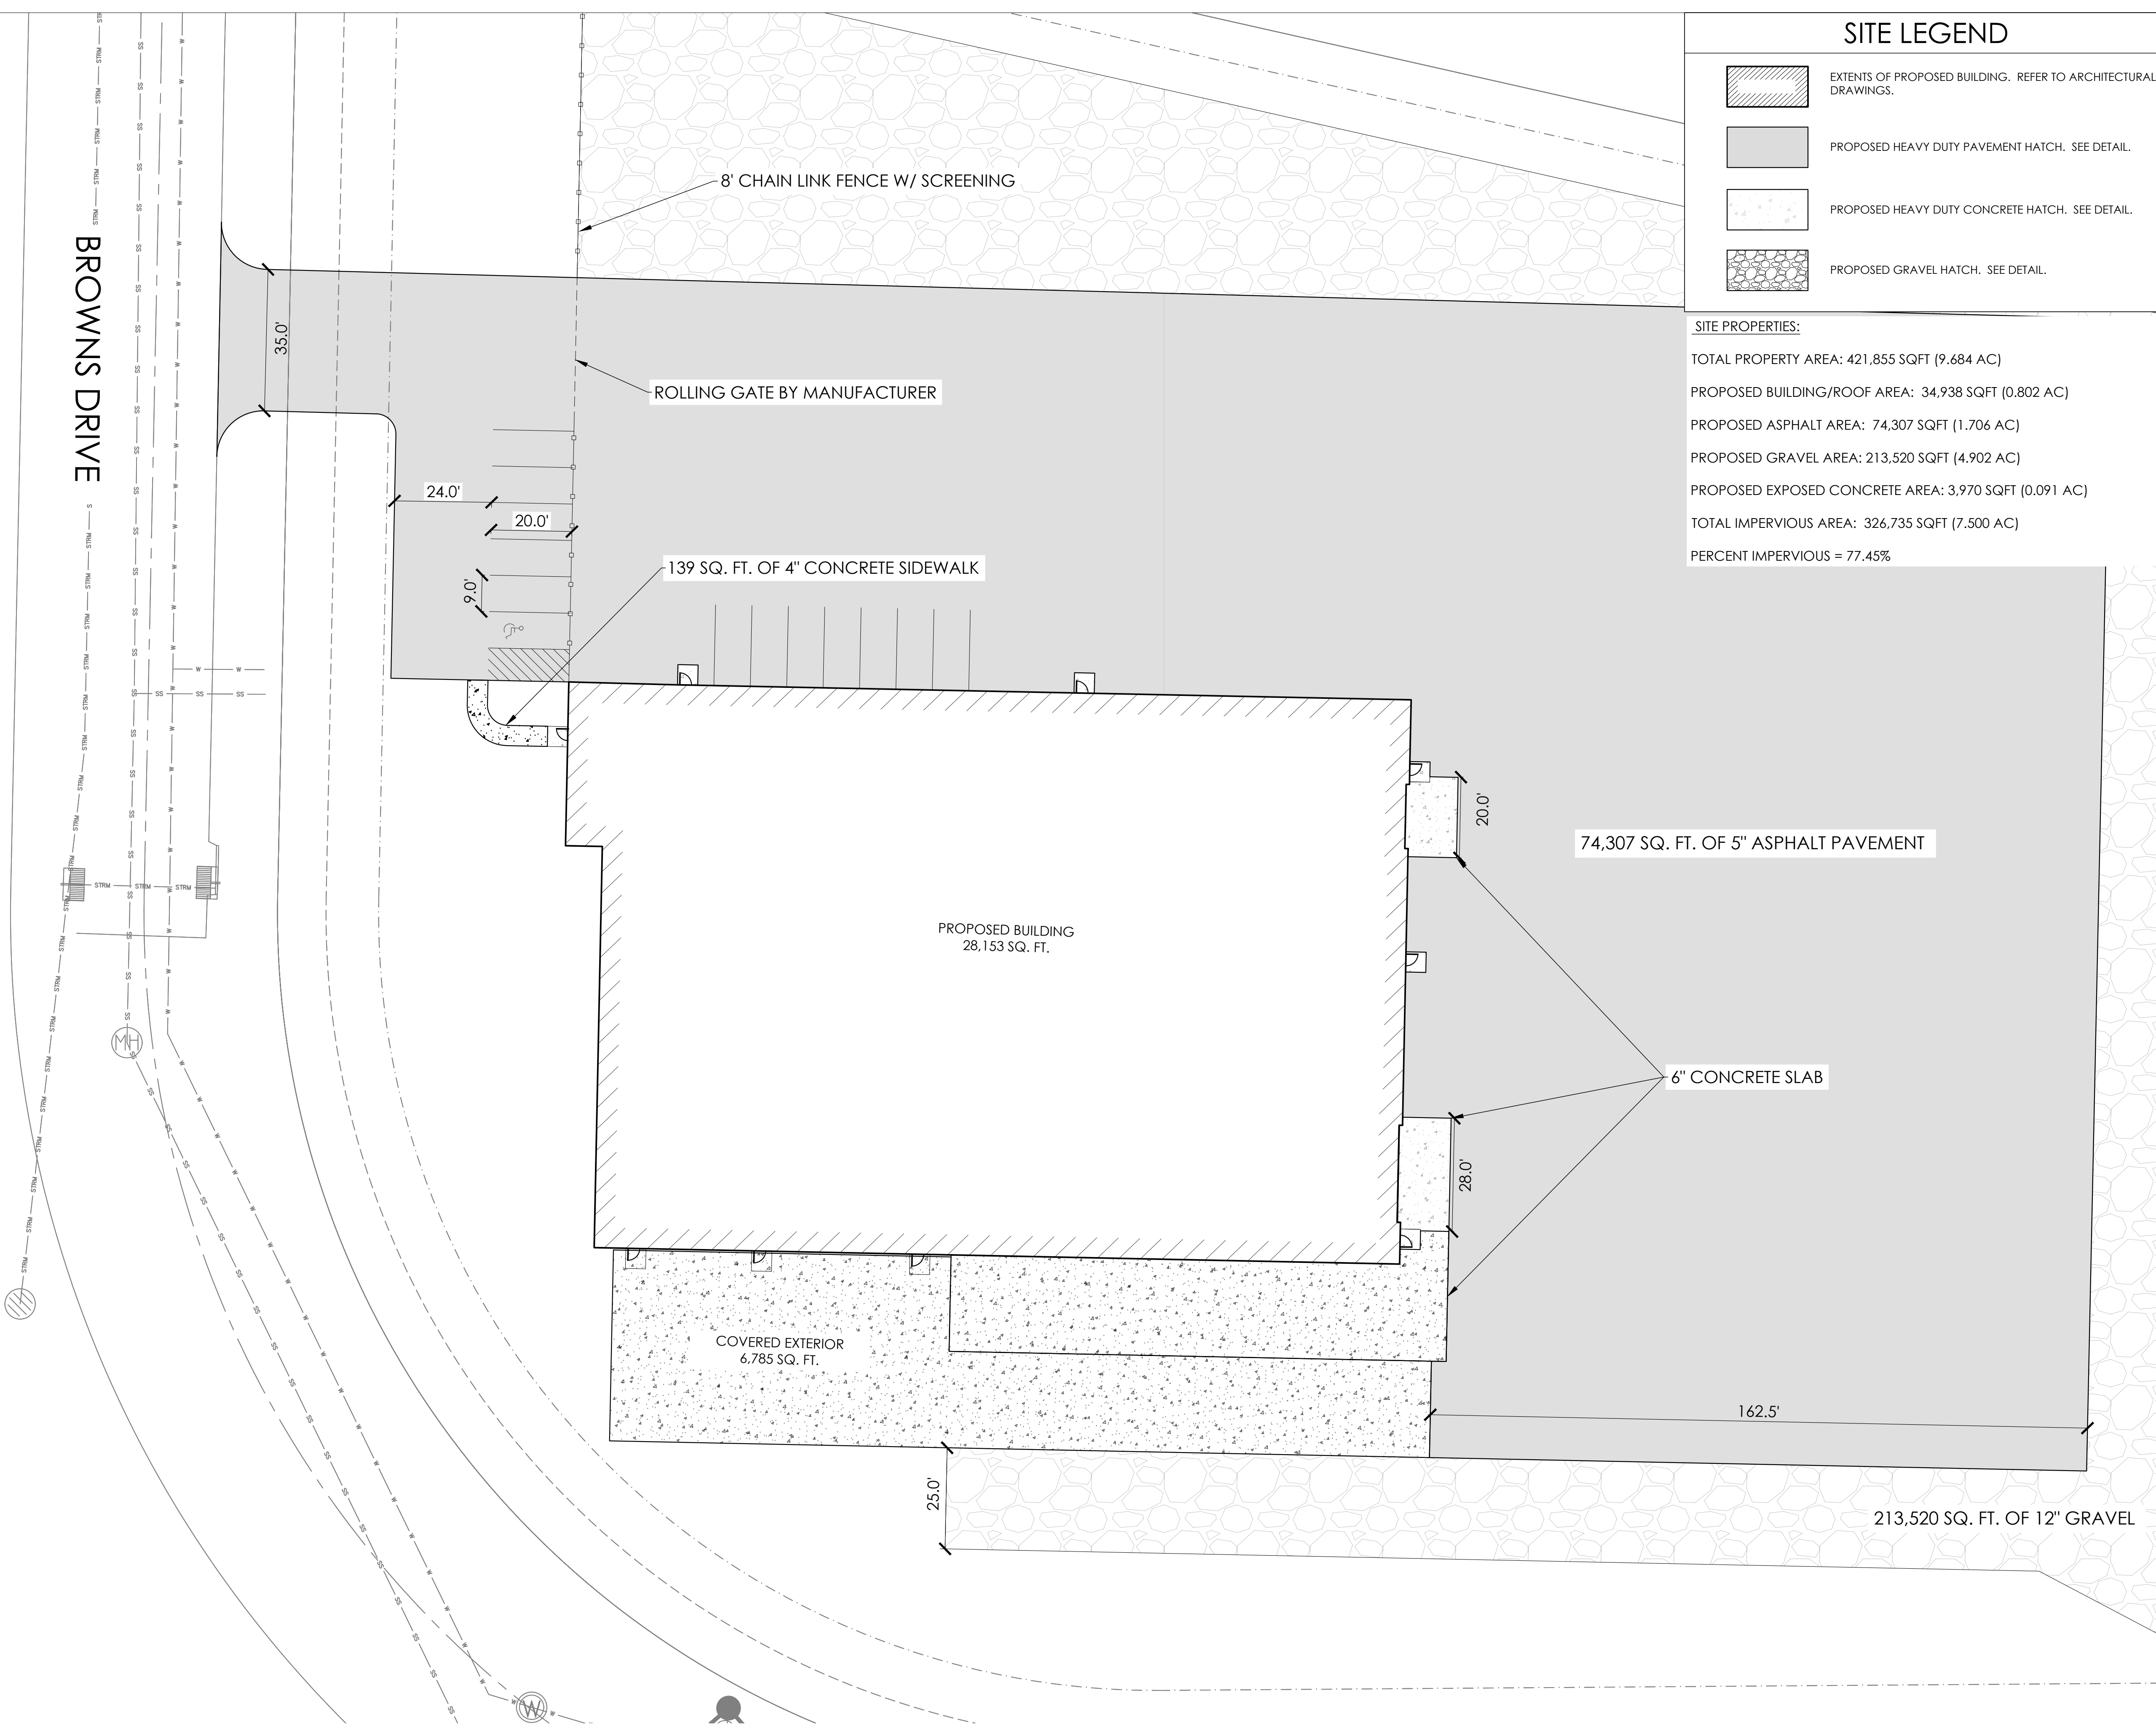 SITE LEGEND
EXTENTS OF PROPOSED BUILDING. REFER TO ARCHITECTURAL
DRAWINGS.
PROPOSED HEAVY DUTY PAVEMENT HATCH. SEE DETAIL.
PROPOSED HEAVY DUTY CONCRETE HATCH. SEE DETAIL.
PROPOSED GRAVEL HATCH. SEE DETAIL.
SITE PROPERTIES:
TOTAL PROPERTY AREA: 421,855 SQFT (9.684 AC)
PROPOSED BUILDING/ROOF AREA: 34,938 SQFT (0.802 AC)
PROPOSED ASPHALT AREA: 74,307 SQFT (1.706 AC)
PROPOSED GRAVEL AREA: 213,520 SQFT (4.902 AC)
PROPOSED EXPOSED CONCRETE AREA: 3,970 SQFT (0.091 AC)
TOTAL IMPERVIOUS AREA: 326,735 SQFT (7.500 AC)
PERCENT IMPERVIOUS = 77.45%
8' CHAIN LINK FENCE W/ SCREENING
BROWNS DRIVE
35.0'
ROLLING GATE BY MANUFACTURER
24.0'
20.0'
139 SQ. FT. OF 4" CONCRETE SIDEWALK
9.0'
20.0'
74,307 SQ. FT. OF 5" ASPHALT PAVEMENT
PROPOSED BUILDING
28,153 SQ. FT.
6" CONCRETE SLAB
28.0'
COVERED EXTERIOR
6,785 SQ. FT.
162.5'
25.0'
213,520 SQ. FT. OF 12" GRAVEL
STRM
SS
W
MH
W